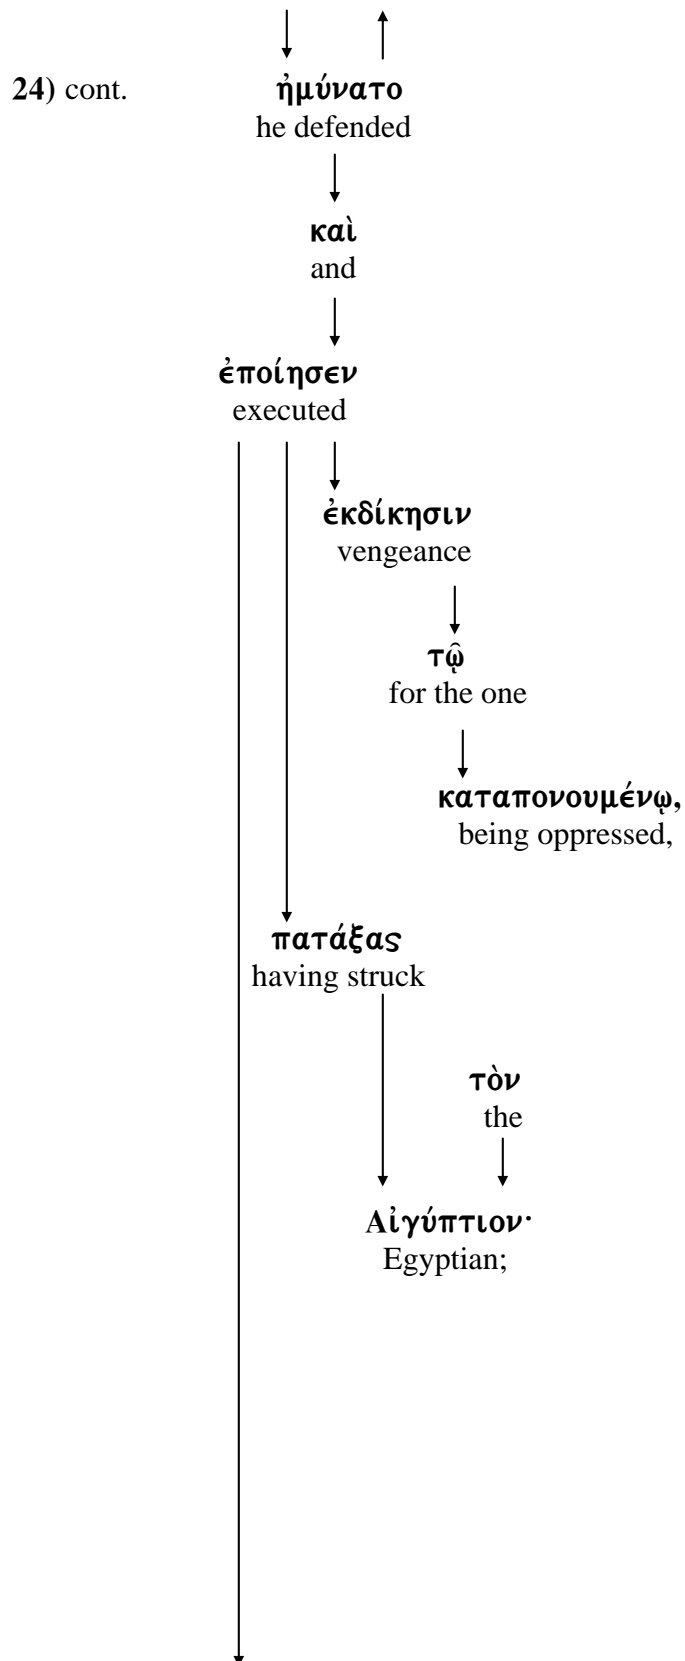 24) cont. ἠμύνατο
he defended
καὶ
and
ἐποίησεν
executed
ἐκδίκησιν
vengeance
τῷ
for the one
καταπονουμένῳ,
being oppressed,
πατάξας
having struck
τὸν
the
Αἰγύπτιον·
Egyptian;